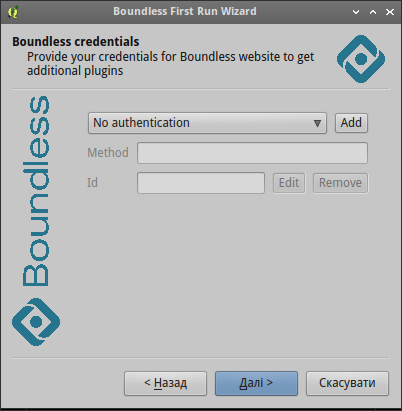 Boundless First Run Wizard
Boundless credentials
Provide your credentials for Boundless website to get
additional plugins
Boundless
No authentication
Add
Method
Id
Edit
Remove
< Назад
Далі >
Скасувати